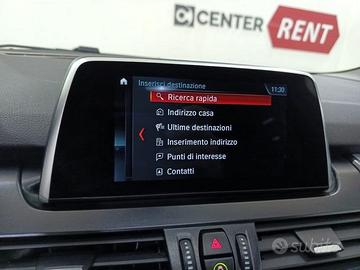 CENTER RENT
Inserisci destinazione
11:30
Ricerca rapida
Indirizzo casa
Ultime destinazioni
Inserimento indirizzo
Punti di interesse
Contatti
subito